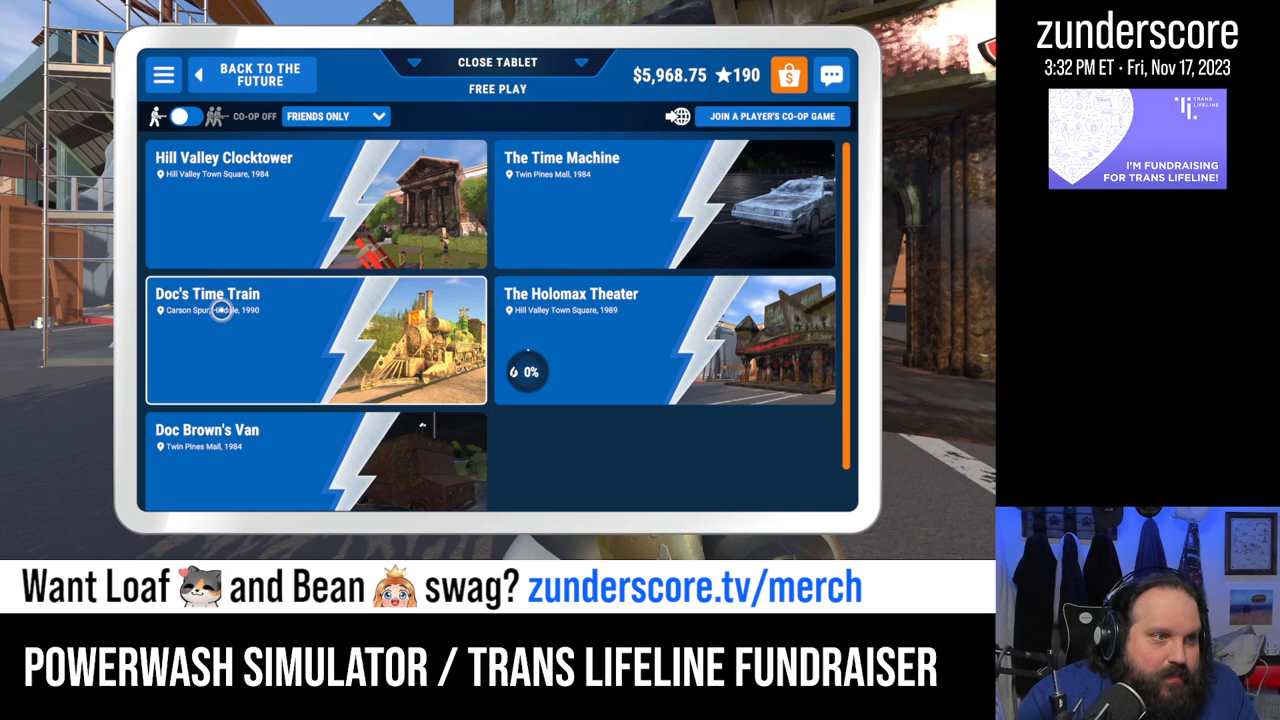 zunderscore
3:32 PM ET · Fri, Nov 17, 2023
TRANS
LIFELINE
I'M FUNDRAISING
FOR TRANS LIFELINE!
BACK TO THE
FUTURE
CLOSE TABLET
FREE PLAY
$5,968.75 ★190
CO-OP OFF
FRIENDS ONLY
JOIN A PLAYER'S CO-OP GAME
Hill Valley Clocktower
Hill Valley Town Square, 1984
The Time Machine
Twin Pines Mall, 1984
Doc's Time Train
Carson Spur, 1990
The Holomax Theater
Hill Valley Town Square, 1989
0%
Doc Brown's Van
Twin Pines Mall, 1984
Want Loaf and Bean swag? zunderscore.tv/merch
POWERWASH SIMULATOR / TRANS LIFELINE FUNDRAISER